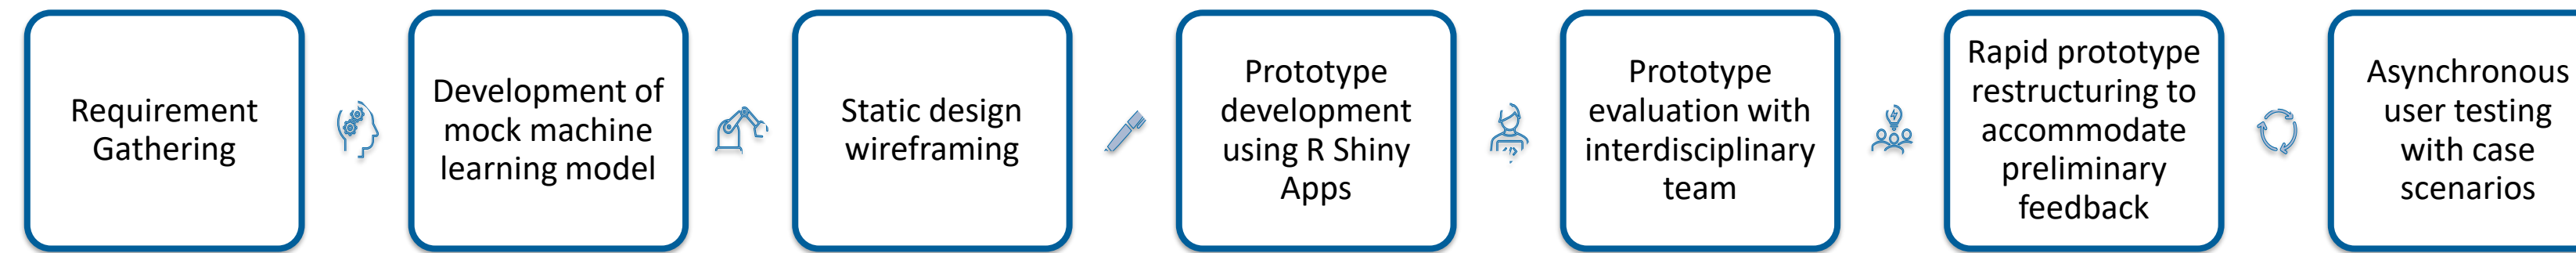 Requirement
Gathering
Development of
mock machine
learning model
Static design
wireframing
Prototype
development
using R Shiny
Apps
Prototype
evaluation with
interdisciplinary
team
Rapid prototype
restructuring to
accommodate
preliminary
feedback
Asynchronous
user testing
with case
scenarios